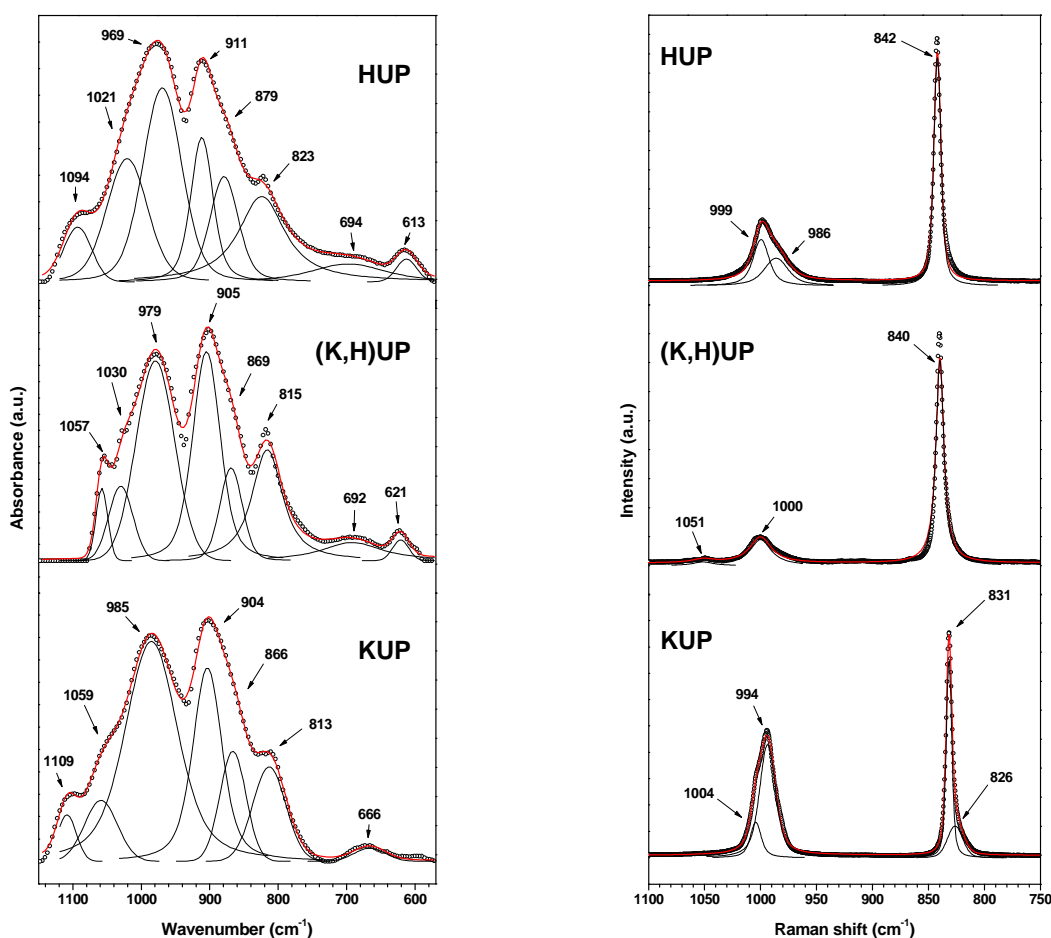 HUP
969
911
1021
879
823
1094
694
613
(K,H)UP
905
979
1030
869
815
1057
692
621
KUP
985
904
1059
866
813
1109
666
1100 1000 900 800 700 600
Wavenumber (cm-1)
Absorbance (a.u.)
HUP
842
999
986
(K,H)UP
840
1051
1000
KUP
831
994
1004
826
1100 1050 1000 950 900 850 800 750
Raman shift (cm-1)
Intensity (a.u.)